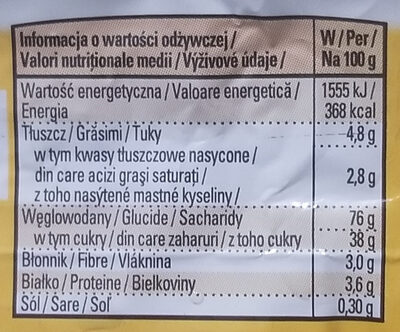 Informacja o wartości odżywczej /
Valori nutriționale medii / Výživové údaje /
W / Per /
Na 100 g
Wartość energetyczna / Valoare energetică /
Energia
1555 kJ /
368 kcal
Tłuszcz / Grăsimi / Tuky 4,8 g
w tym kwasy tłuszczowe nasycone /
din care acizi grași saturați /
z toho nasýtené mastné kyseliny /
2,8 g
Węglowodany / Glucide / Sacharidy 76 g
w tym cukry / din care zaharuri / z toho cukry 38 g
Błonnik / Fibre / Vláknina 3,0 g
Białko / Proteine / Bielkoviny 3,6 g
Sól / Sare / Soľ 0,30 g